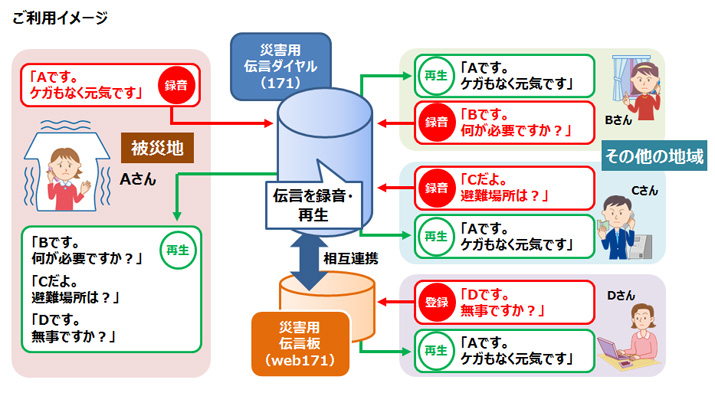 ご利用イメージ
「Aです。
ケガもなく元気です」
録音
被災地
Aさん
「Bです。
何が必要ですか？」
「Cだよ。
避難場所は？」
「Dです。
無事ですか？」
再生
災害用
伝言ダイヤル
（171）
伝言を録音・
再生
相互連携
災害用
伝言板
（web171）
再生
「Aです。
ケガもなく元気です」
録音
「Bです。
何が必要ですか？」
Bさん
その他の地域
録音
「Cだよ。
避難場所は？」
再生
「Aです。
ケガもなく元気です」
Cさん
登録
「Dです。
無事ですか？」
再生
「Aです。
ケガもなく元気です」
Dさん